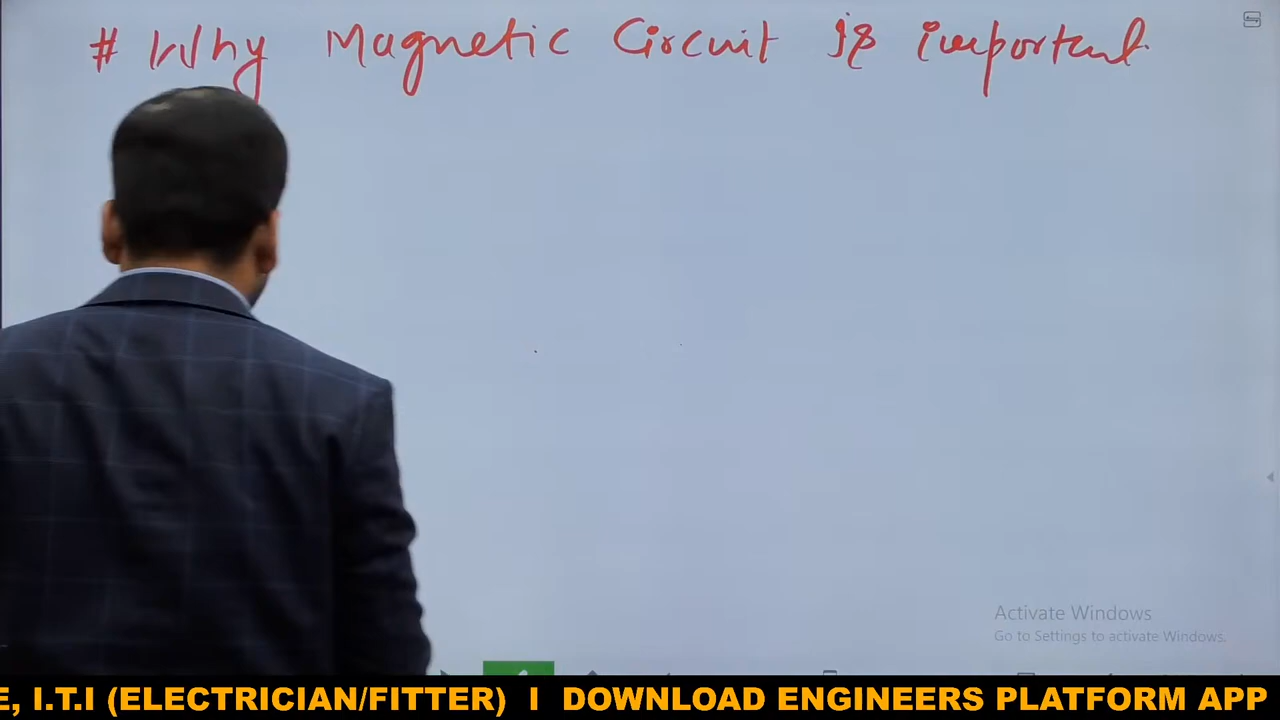 # Why Magnetic Circuit is important
Activate Windows
Go to Settings to activate Windows.
E, I.T.I (ELECTRICIAN/FITTER) I DOWNLOAD ENGINEERS PLATFORM APP